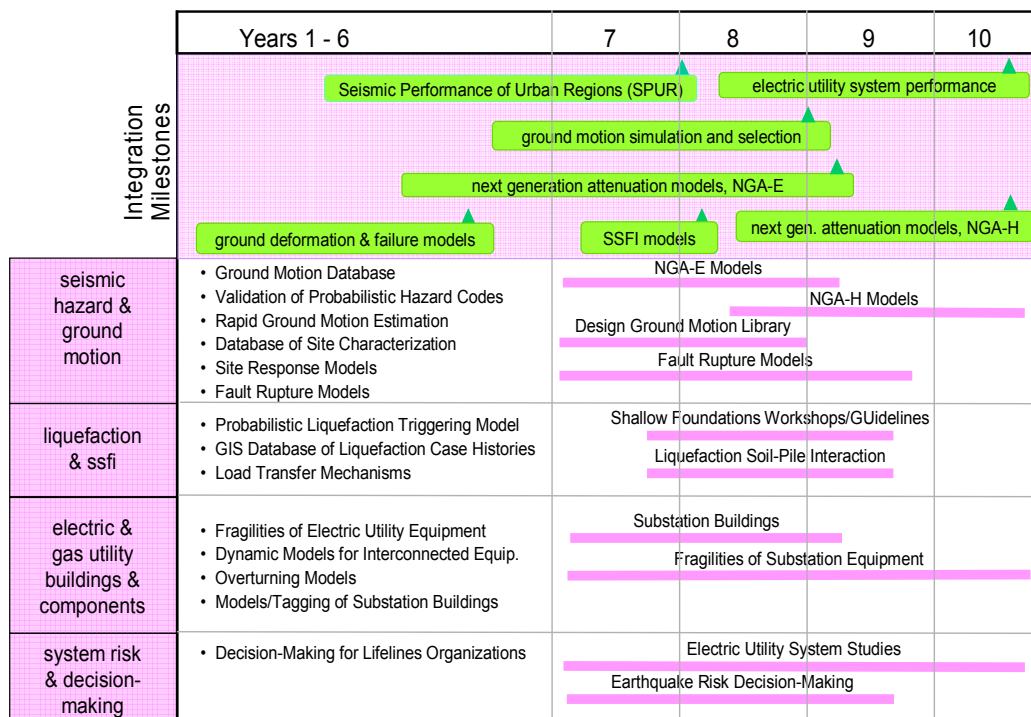 Years 1 - 6 7 8 9 10
Integration
Milestones
Seismic Performance of Urban Regions (SPUR)
electric utility system performance
ground motion simulation and selection
next generation attenuation models, NGA-E
ground deformation & failure models
SSFI models
next gen. attenuation models, NGA-H
seismic
hazard &
ground
motion
• Ground Motion Database
• Validation of Probabilistic Hazard Codes
• Rapid Ground Motion Estimation
• Database of Site Characterization
• Site Response Models
• Fault Rupture Models
NGA-E Models
NGA-H Models
Design Ground Motion Library
Fault Rupture Models
liquefaction
& ssfi
• Probabilistic Liquefaction Triggering Model
• GIS Database of Liquefaction Case Histories
• Load Transfer Mechanisms
Shallow Foundations Workshops/GUidelines
Liquefaction Soil-Pile Interaction
electric &
gas utility
buildings &
components
• Fragilities of Electric Utility Equipment
• Dynamic Models for Interconnected Equip.
• Overturning Models
• Models/Tagging of Substation Buildings
Substation Buildings
Fragilities of Substation Equipment
system risk
& decision-
making
• Decision-Making for Lifelines Organizations
Electric Utility System Studies
Earthquake Risk Decision-Making